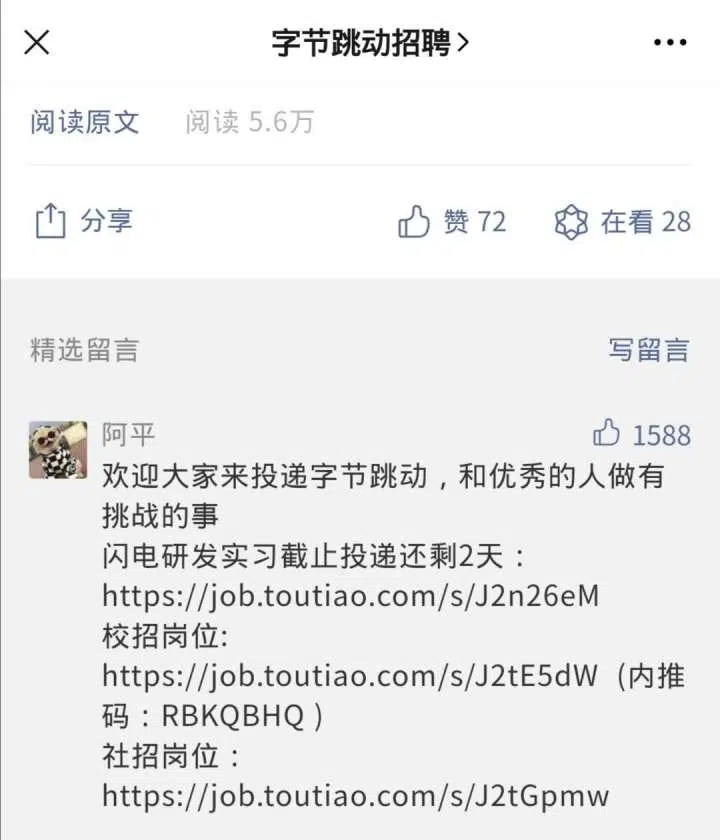 字节跳动招聘
阅读原文 阅读 5.6万
分享 赞 72 在看 28
精选留言 写留言
阿平 1588
欢迎大家来投递字节跳动，和优秀的人做有
挑战的事
闪电研发实习截止投递还剩2天：
https://job.toutiao.com/s/J2n26eM
校招岗位:
https://job.toutiao.com/s/J2tE5dW（内推
码：RBKQBHQ）
社招岗位：
https://job.toutiao.com/s/J2tGpmw